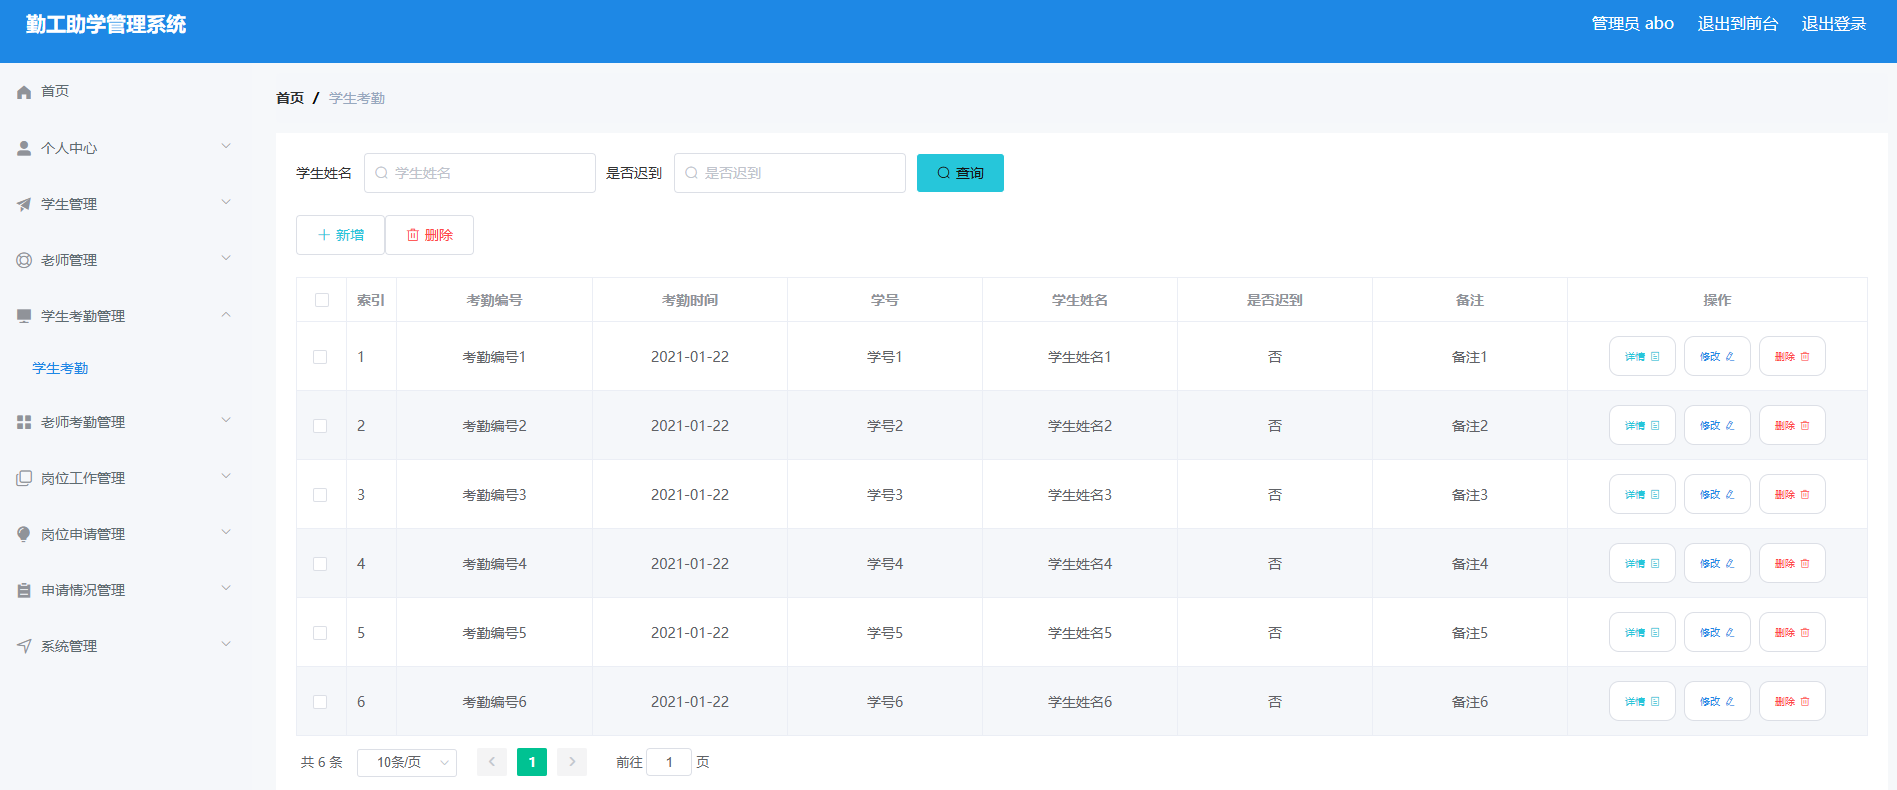 勤工助学管理系统
管理员 abo 退出到前台 退出登录
首页
个人中心
学生管理
老师管理
学生考勤管理
学生考勤
老师考勤管理
岗位工作管理
岗位申请管理
申请情况管理
系统管理
首页 / 学生考勤
学生姓名 学生姓名 是否迟到 是否迟到 查询
新增 删除
索引 考勤编号 考勤时间 学号 学生姓名 是否迟到 备注 操作
1 考勤编号1 2021-01-22 学号1 学生姓名1 否 备注1 详情 修改 删除
2 考勤编号2 2021-01-22 学号2 学生姓名2 否 备注2 详情 修改 删除
3 考勤编号3 2021-01-22 学号3 学生姓名3 否 备注3 详情 修改 删除
4 考勤编号4 2021-01-22 学号4 学生姓名4 否 备注4 详情 修改 删除
5 考勤编号5 2021-01-22 学号5 学生姓名5 否 备注5 详情 修改 删除
6 考勤编号6 2021-01-22 学号6 学生姓名6 否 备注6 详情 修改 删除
共 6 条 10条/页 1 前往 1 页